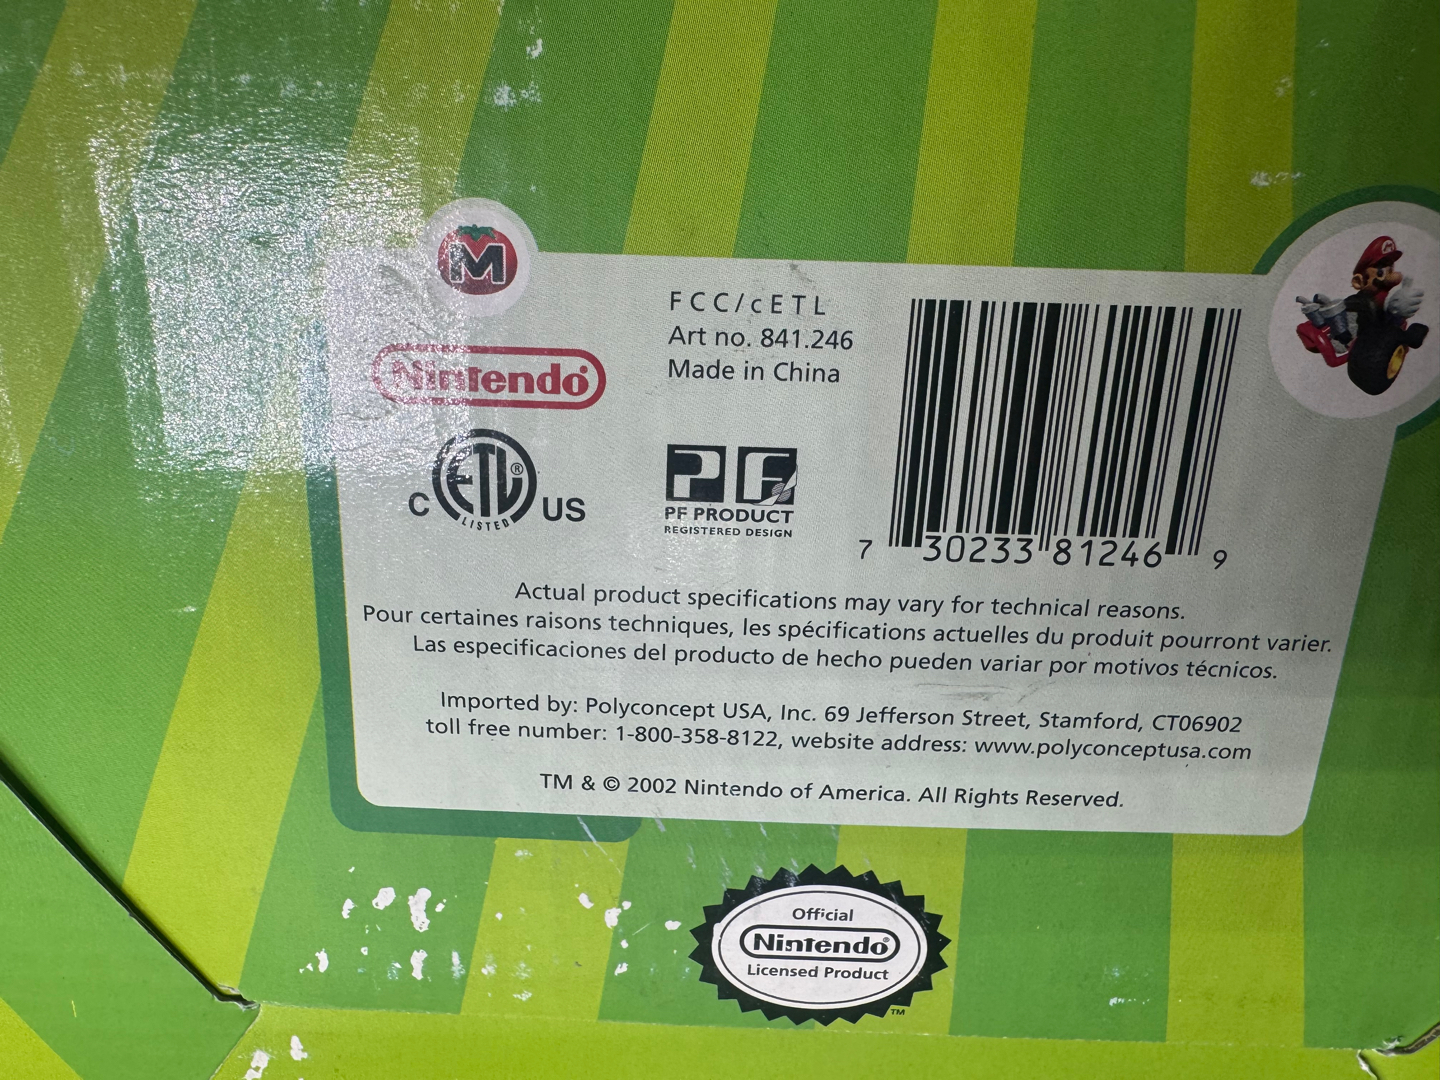 M
Nintendo®
C ETL® US
LISTED
FCC/cETL
Art no. 841.246
Made in China
PF
PF PRODUCT
REGISTERED DESIGN
7 30233 81246 9
Actual product specifications may vary for technical reasons.
Pour certaines raisons techniques, les spécifications actuelles du produit pourront varier.
Las especificaciones del producto de hecho pueden variar por motivos técnicos.
Imported by: Polyconcept USA, Inc. 69 Jefferson Street, Stamford, CT06902
toll free number: 1-800-358-8122, website address: www.polyconceptusa.com
TM & © 2002 Nintendo of America. All Rights Reserved.
Official
Nintendo®
Licensed Product
TM